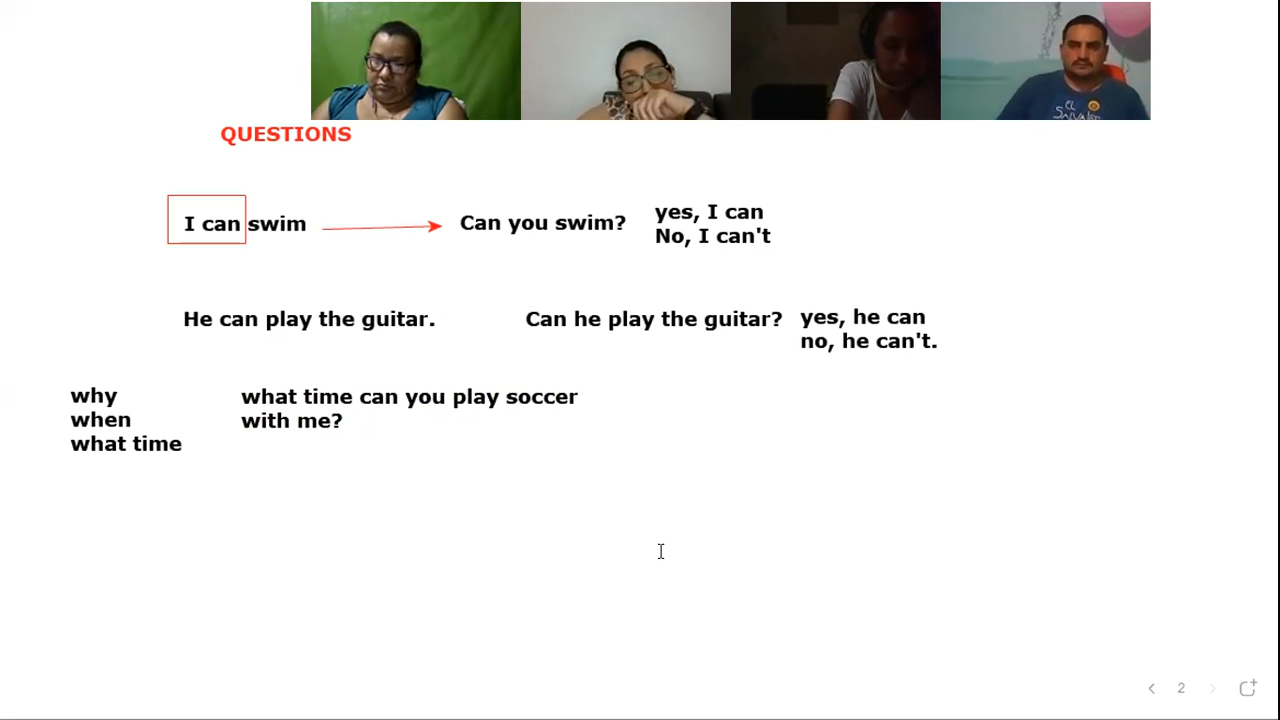 EL
SALVADOR
QUESTIONS
I can swim
Can you swim?
yes, I can
No, I can't
He can play the guitar.
Can he play the guitar?
yes, he can
no, he can't.
why
when
what time
what time can you play soccer
with me?
2